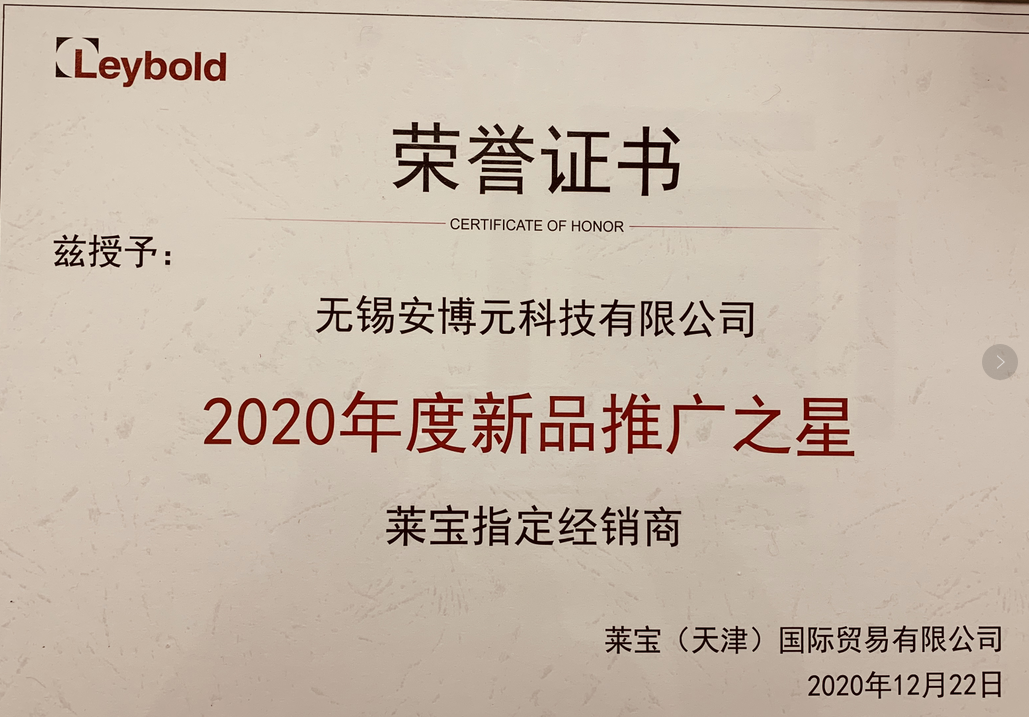 Leybold
荣誉证书
CERTIFICATE OF HONOR
兹授予：
无锡安博元科技有限公司
2020年度新品推广之星
莱宝指定经销商
莱宝（天津）国际贸易有限公司
2020年12月22日